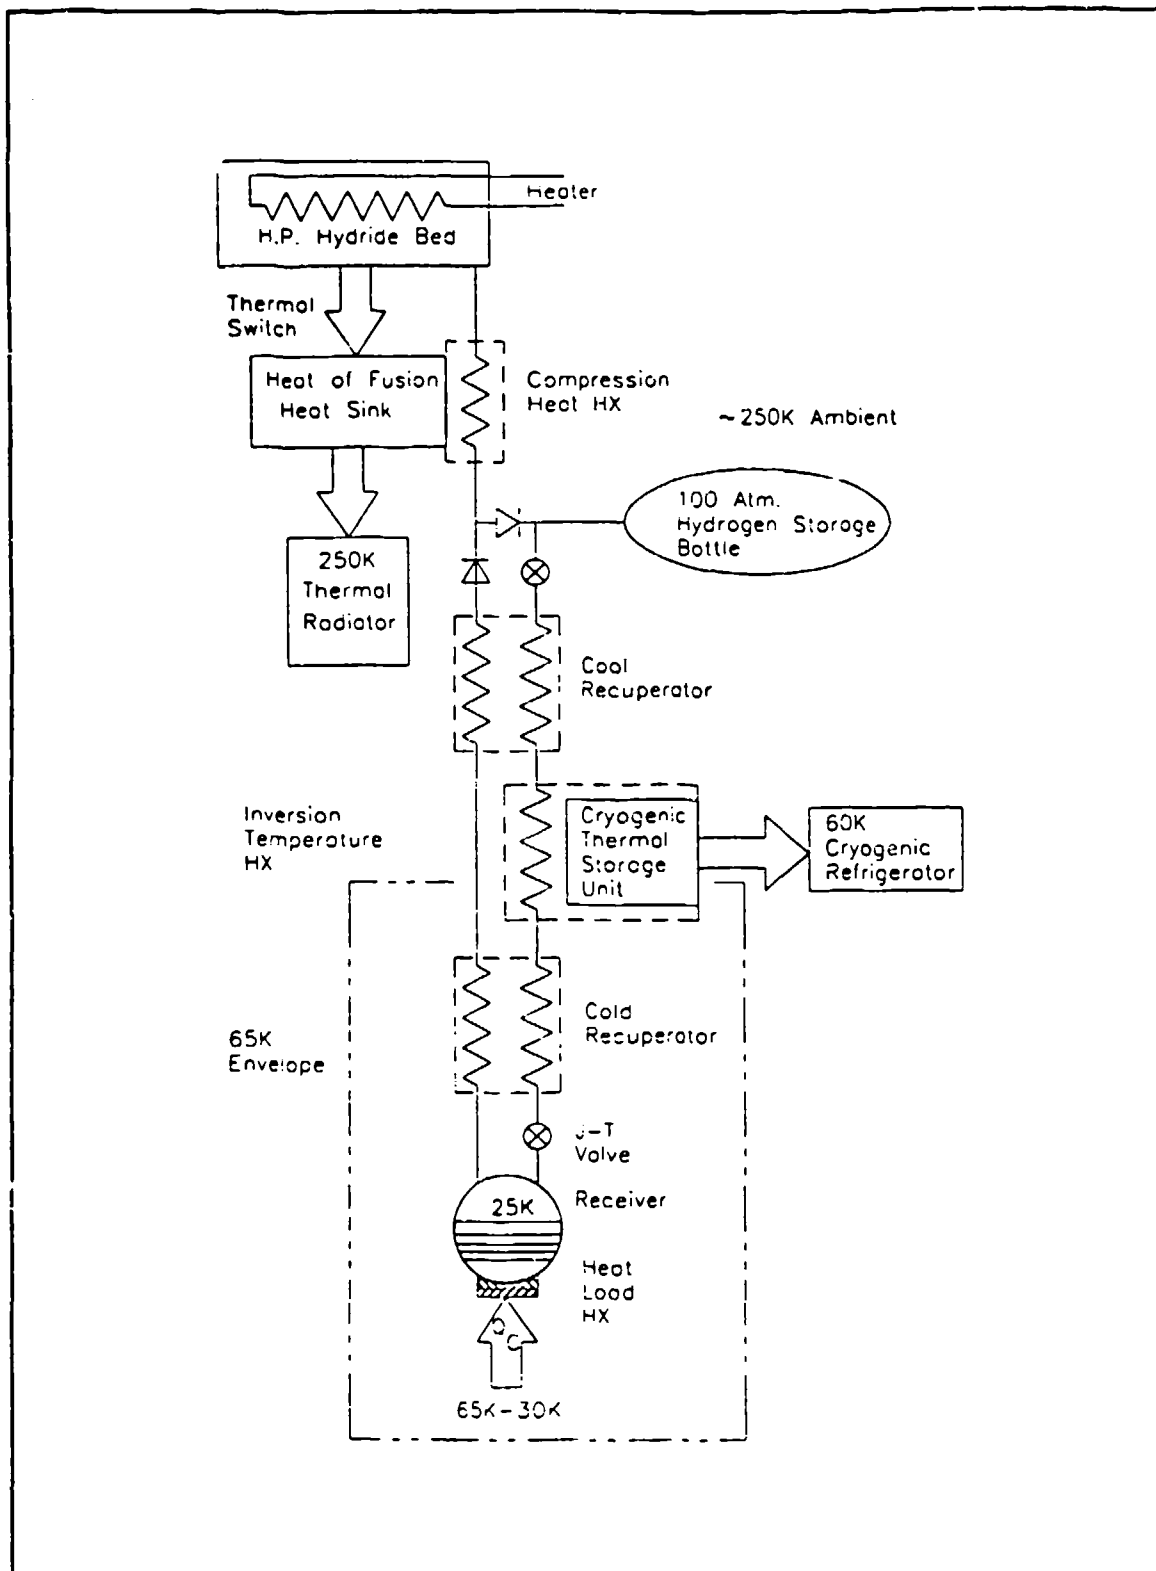 Heater
H.P. Hydride Bed
Thermal
Switch
Heat of Fusion
Heat Sink
Compression
Heat HX
~250K Ambient
100 Atm.
Hydrogen Storage
Bottle
250K
Thermal
Radiator
Cool
Recuperator
Inversion
Temperature
HX
Cryogenic
Thermal
Storage
Unit
60K
Cryogenic
Refrigerator
65K
Envelope
Cold
Recuperator
J-T
Valve
25K
Receiver
Heat
Load
HX
QC
65K-30K